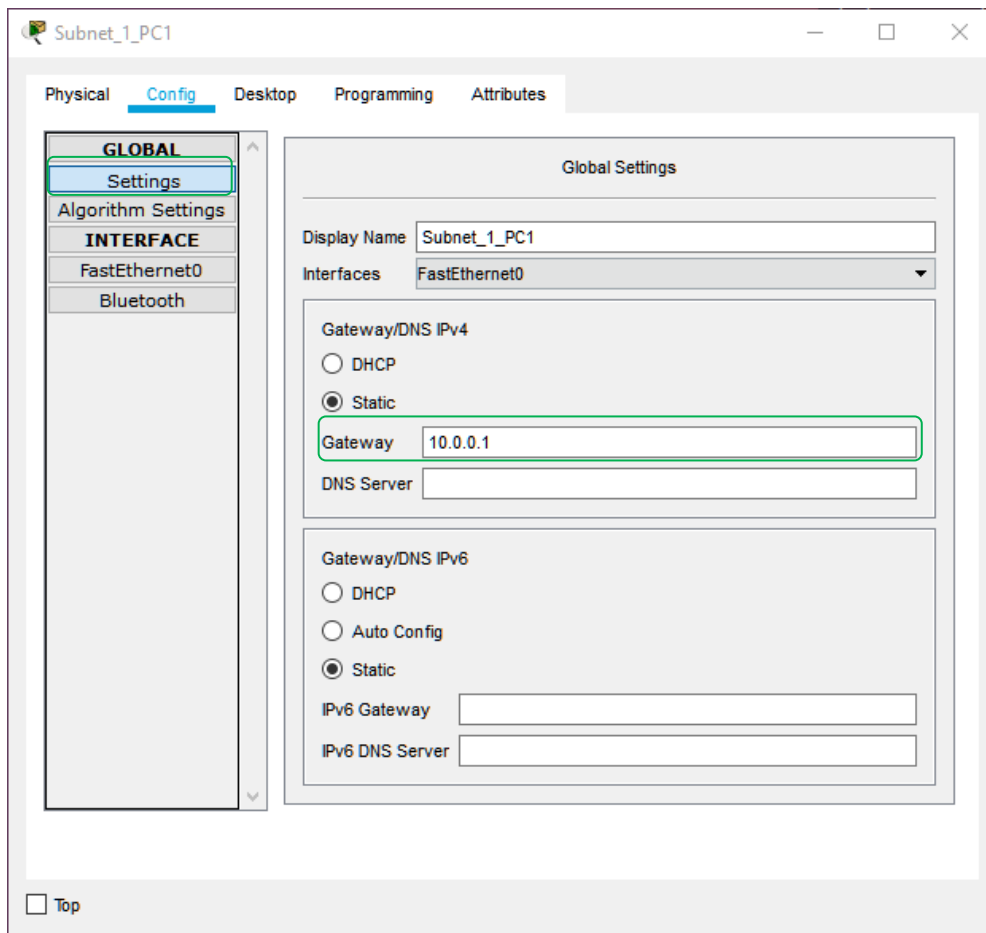 Subnet_1_PC1
Physical Config Desktop Programming Attributes
GLOBAL
Settings
Algorithm Settings
INTERFACE
FastEthernet0
Bluetooth
Global Settings
Display Name Subnet_1_PC1
Interfaces FastEthernet0
Gateway/DNS IPv4
DHCP
Static
Gateway 10.0.0.1
DNS Server
Gateway/DNS IPv6
DHCP
Auto Config
Static
IPv6 Gateway
IPv6 DNS Server
Top